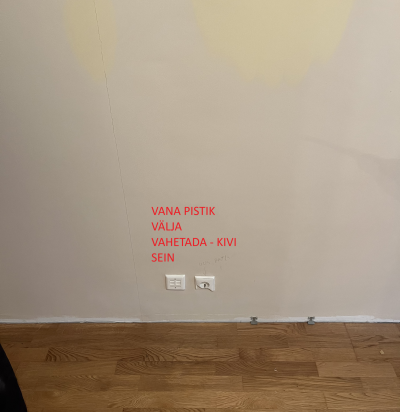 VANA PISTIK
VÄLJA
VAHETADA - KIVI
SEIN